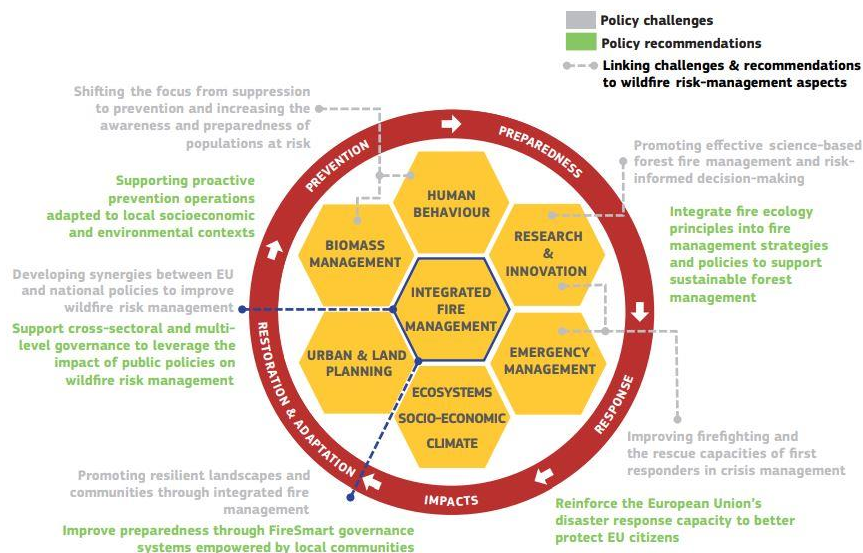 Policy challenges
Policy recommendations
Linking challenges & recommendations
to wildfire risk-management aspects
Shifting the focus from suppression
to prevention and increasing the
awareness and preparedness of
populations at risk
Supporting proactive
prevention operations
adapted to local socioeconomic
and environmental contexts
Developing synergies between EU
and national policies to improve
wildfire risk management
Support cross-sectoral and multi-
level governance to leverage the
impact of public policies on
wildfire risk management
Promoting resilient landscapes and
communities through integrated fire
management
Improve preparedness through FireSmart governance
systems empowered by local communities
PREVENTION
PREPAREDNESS
RESPONSE
IMPACTS
RESTORATION & ADAPTATION
HUMAN
BEHAVIOUR
BIOMASS
MANAGEMENT
RESEARCH
&
INNOVATION
INTEGRATED
FIRE
MANAGEMENT
URBAN & LAND
PLANNING
EMERGENCY
MANAGEMENT
ECOSYSTEMS
SOCIO-ECONOMIC
CLIMATE
Promoting effective science-based
forest fire management and risk-
informed decision-making
Integrate fire ecology
principles into fire
management strategies
and policies to support
sustainable forest
management
Improving firefighting and
the rescue capacities of first
responders in crisis management
Reinforce the European Union's
disaster response capacity to better
protect EU citizens